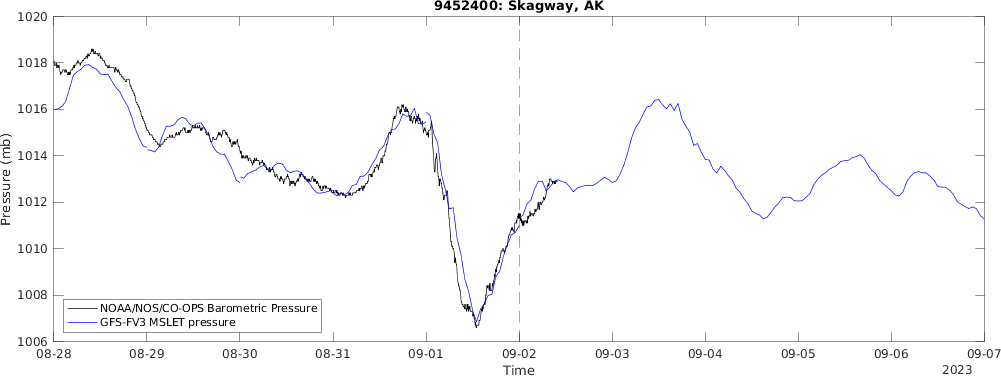 9452400: Skagway, AK
Pressure (mb)
1020
1018
1016
1014
1012
1010
1008
1006
NOAA/NOS/CO-OPS Barometric Pressure
GFS-FV3 MSLET pressure
08-28 08-29 08-30 08-31 09-01 09-02 09-03 09-04 09-05 09-06 09-07
Time
2023